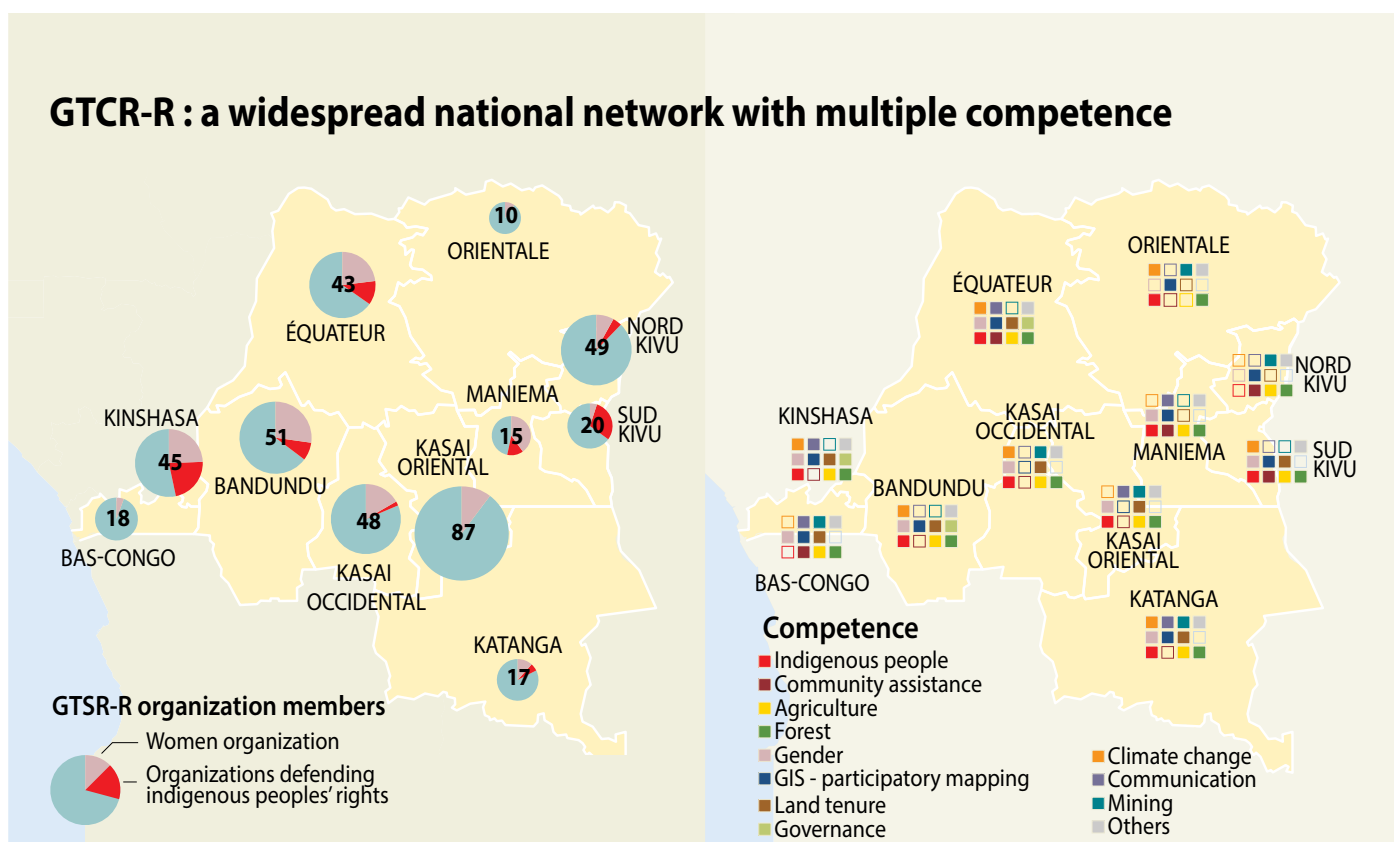 GTCR-R : a widespread national network with multiple competence
10
ORIENTALE
43
ÉQUATEUR
49
NORD
KIVU
MANIEMA
15
20
SUD
KIVU
KINSHASA
45
51
BANDUNDU
KASAI
ORIENTAL
87
48
KASAI
OCCIDENTAL
18
BAS-CONGO
KATANGA
17
GTSR-R organization members
Women organization
Organizations defending
indigenous peoples' rights
ORIENTALE
ÉQUATEUR
NORD
KIVU
KINSHASA
KASAI
OCCIDENTAL
MANIEMA
SUD
KIVU
BANDUNDU
KASAI
ORIENTAL
BAS-CONGO
KATANGA
Competence
Indigenous people
Community assistance
Agriculture
Forest
Gender
GIS - participatory mapping
Land tenure
Governance
Climate change
Communication
Mining
Others